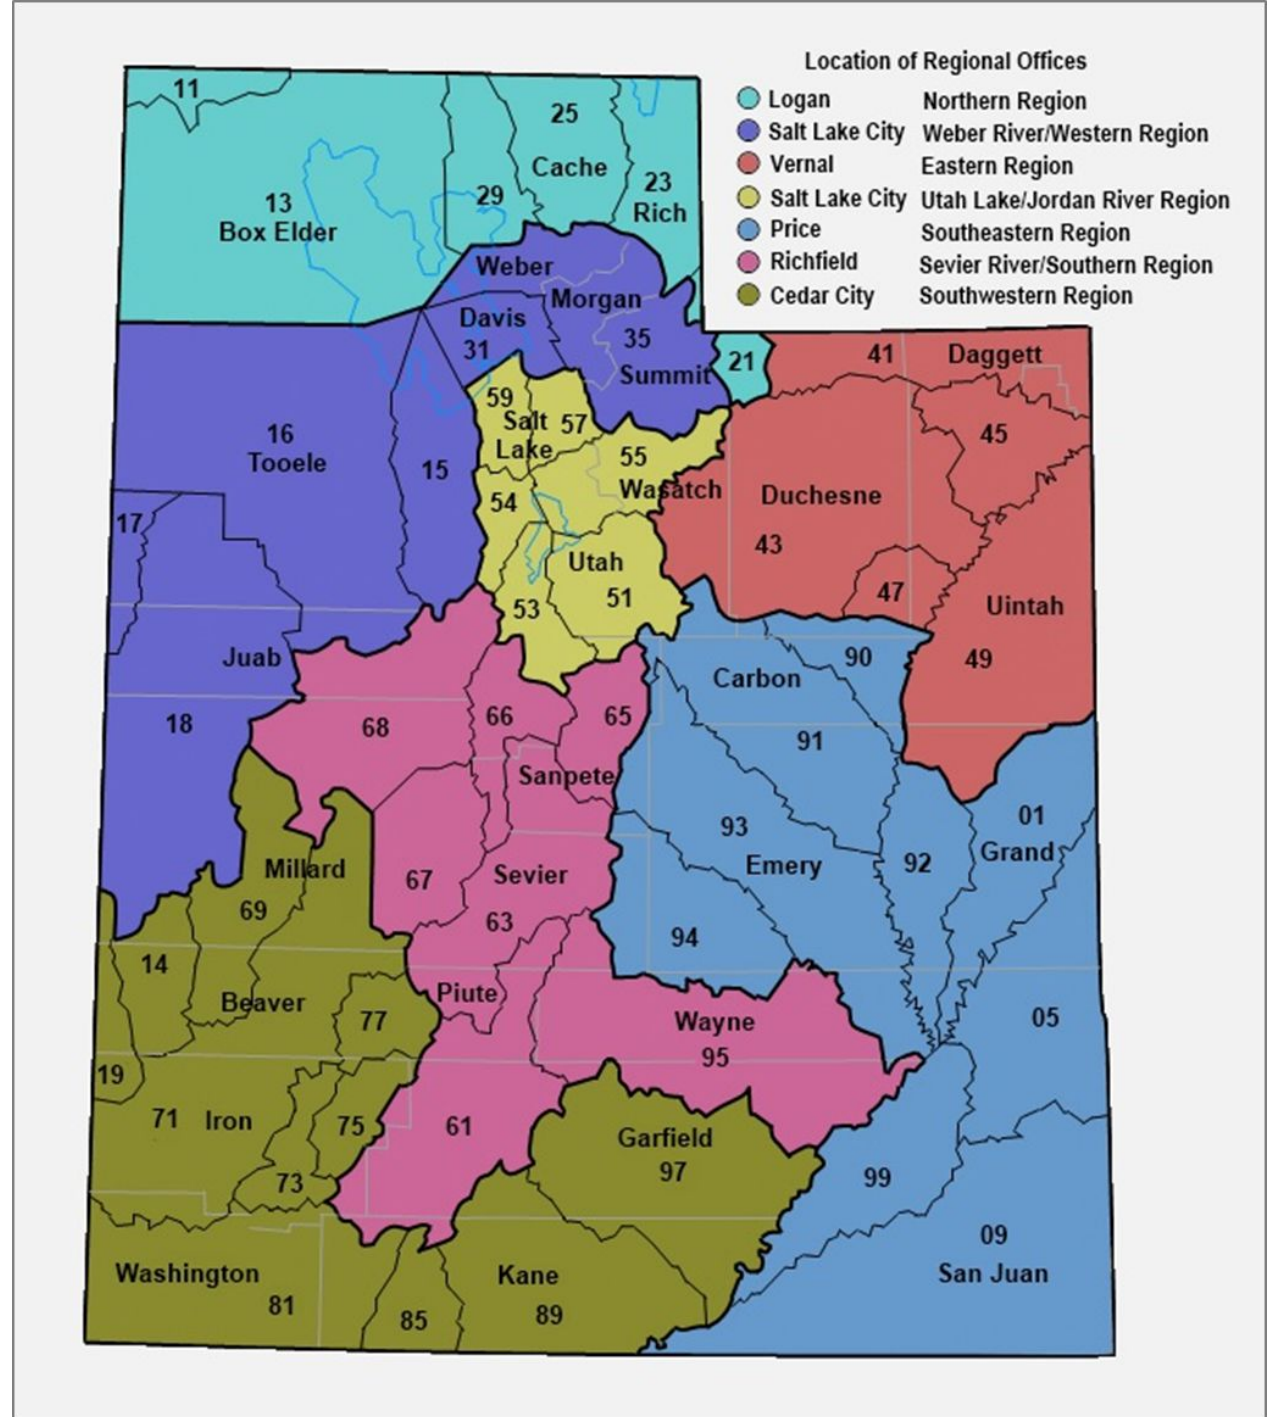 Location of Regional Offices
Logan Northern Region
Salt Lake City Weber River/Western Region
Vernal Eastern Region
Salt Lake City Utah Lake/Jordan River Region
Price Southeastern Region
Richfield Sevier River/Southern Region
Cedar City Southwestern Region
11
25
Cache
13
Box Elder
29
23
Rich
Weber
Morgan
Davis
31
35
Summit
21
41
Daggett
59
Salt
Lake
57
16
Tooele
15
55
Wasatch
45
Duchesne
43
17
54
Utah
51
53
47
Uintah
49
Juab
18
68
66
65
Carbon
90
91
Sanpete
93
Emery
92
01
Grand
Millard
69
67
Sevier
63
94
14
Beaver
77
Piute
Wayne
95
05
19
71
Iron
75
73
61
Garfield
97
99
09
San Juan
Washington
81
85
Kane
89